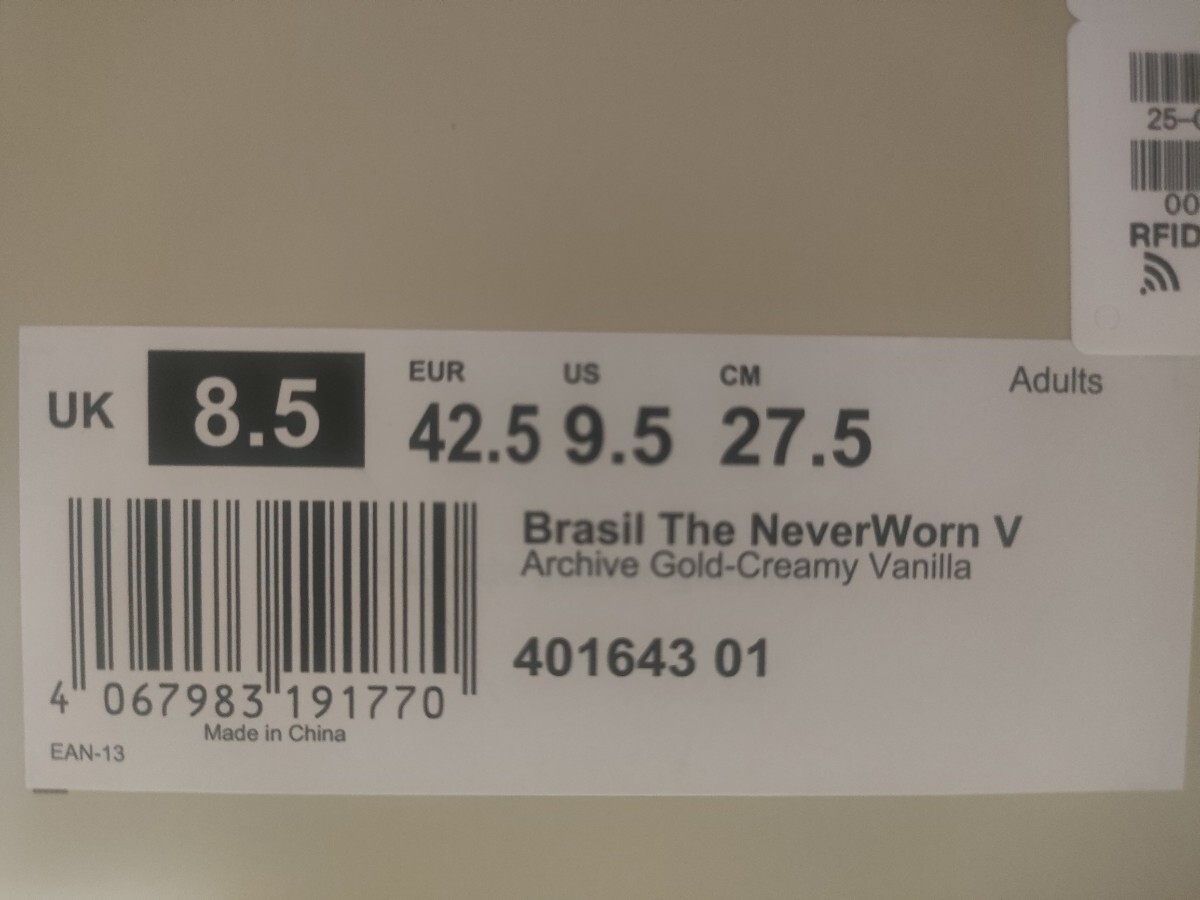 25-
00
RFID
UK 8.5
EUR US CM
42.5 9.5 27.5
Adults
Brasil The NeverWorn V
Archive Gold-Creamy Vanilla
401643 01
4 067983 191770
Made in China
EAN-13